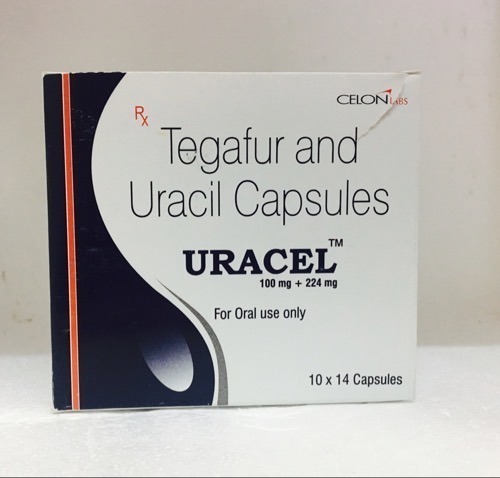 CELON LABS
Rx
Tegafur and
Uracil Capsules
URACEL™
100 mg + 224 mg
For Oral use only
10 x 14 Capsules